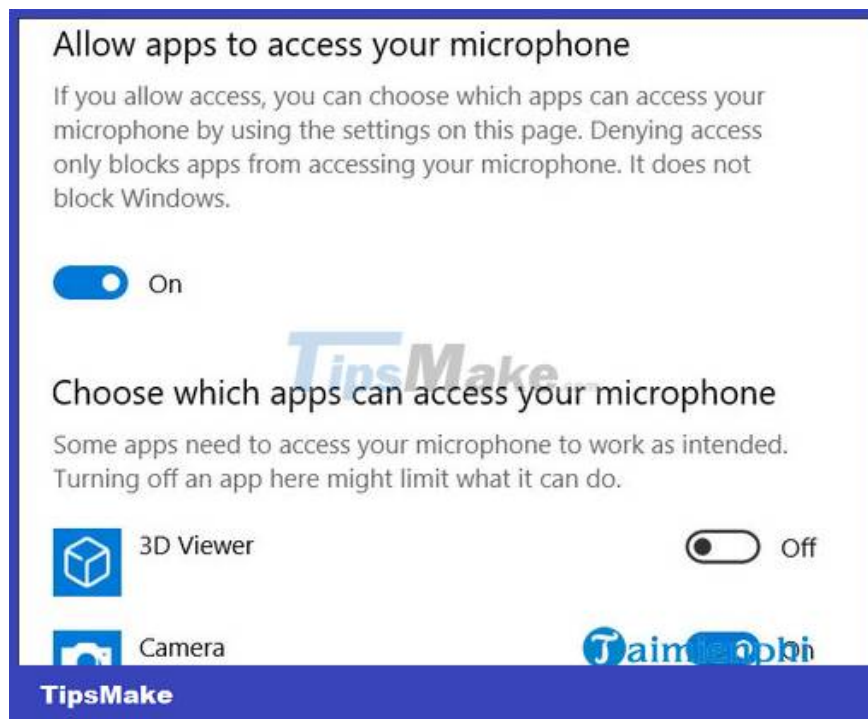 Allow apps to access your microphone
If you allow access, you can choose which apps can access your
microphone by using the settings on this page. Denying access
only blocks apps from accessing your microphone. It does not
block Windows.
On
TipsMake.com
Choose which apps can access your microphone
Some apps need to access your microphone to work as intended.
Turning off an app here might limit what it can do.
3D Viewer Off
Camera On
Taimienphi
TipsMake